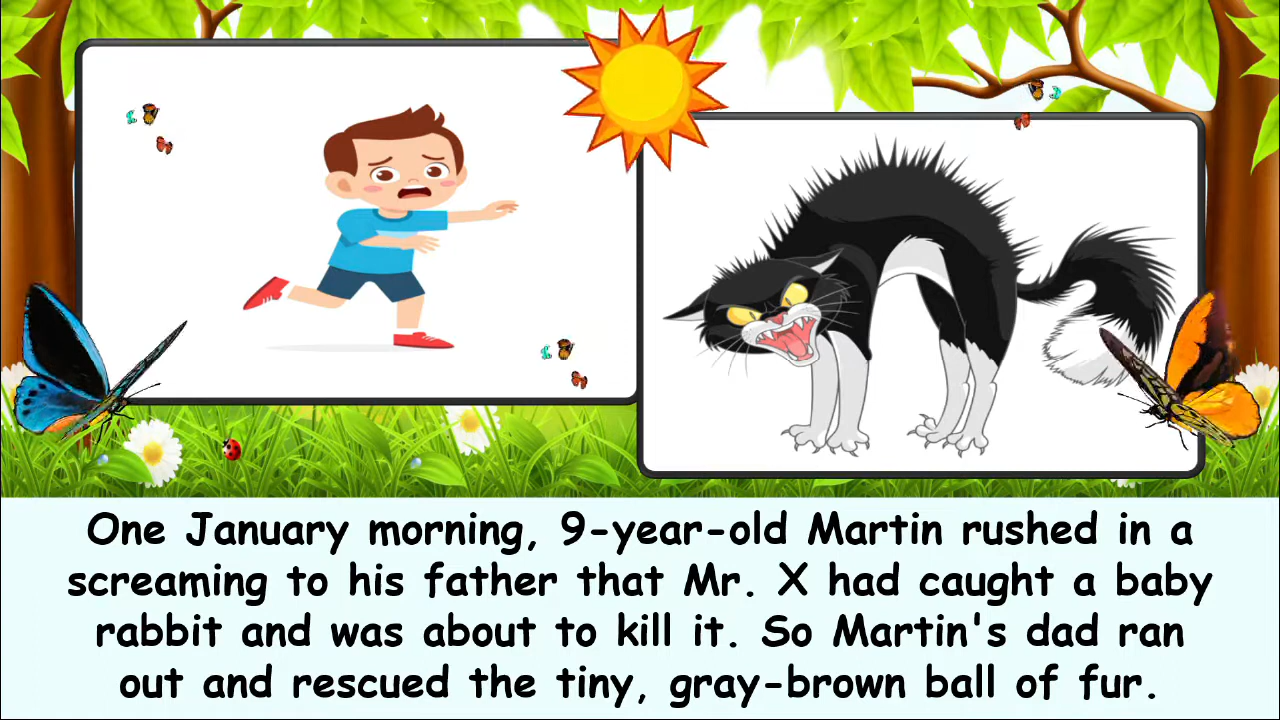 One January morning, 9-year-old Martin rushed in a
screaming to his father that Mr. X had caught a baby
rabbit and was about to kill it. So Martin's dad ran
out and rescued the tiny, gray-brown ball of fur.